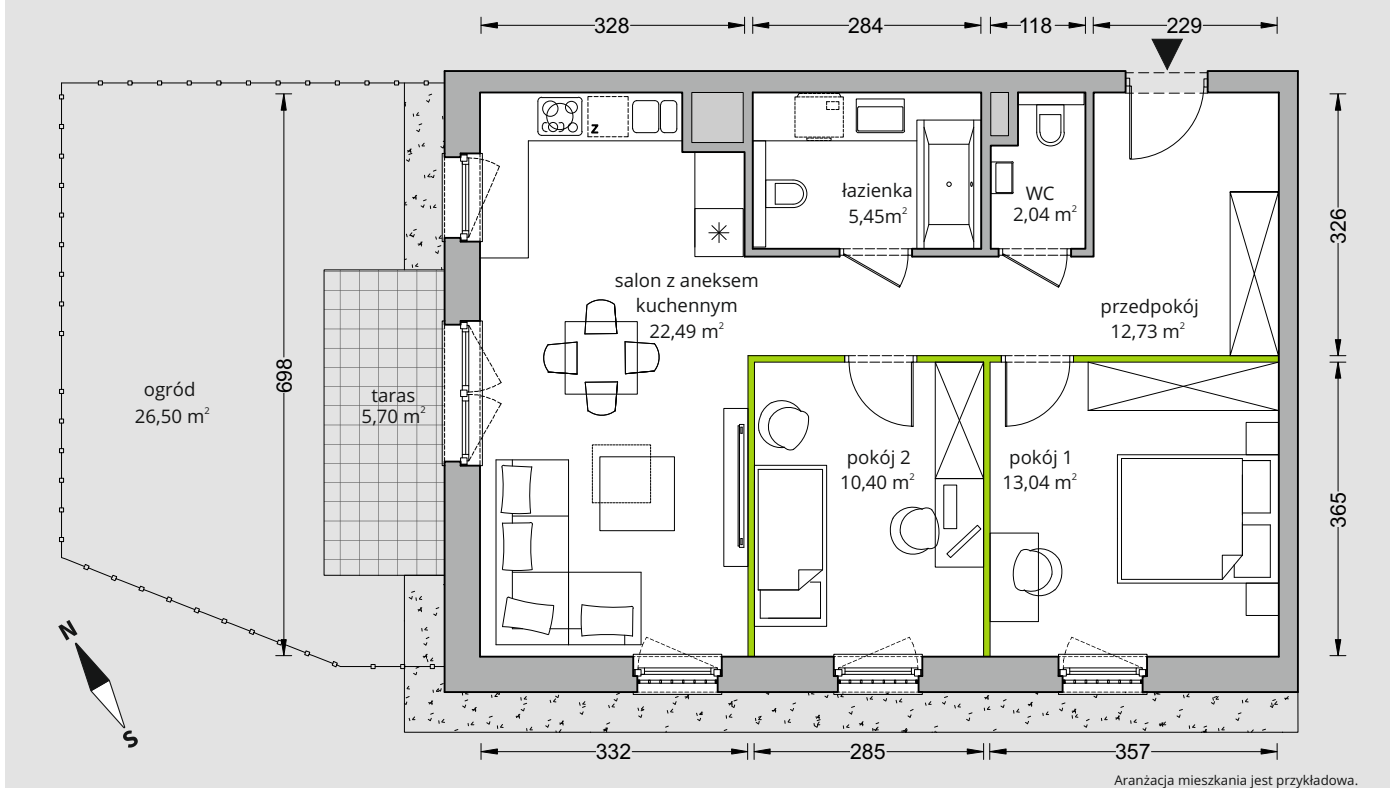 328
284
118
229
z
łazienka
5,45m²
WC
2,04 m²
326
salon z aneksem
kuchennym
22,49 m²
przedpokój
12,73 m²
698
ogród
26,50 m²
taras
5,70 m²
pokój 2
10,40 m²
pokój 1
13,04 m²
365
N
S
332
285
357
Aranżacja mieszkania jest przykładowa.